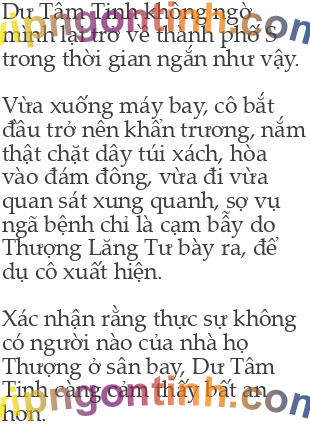 Dư Tâm Tinh không ngờ
mình lại trở về thành phố S
trong thời gian ngắn như vậy.
Vừa xuống máy bay, cô bắt
đầu trở nên khẩn trương, nắm
thật chặt dây túi xách, hòa
vào đám đông, vừa đi vừa
quan sát xung quanh, sợ vụ
ngã bệnh chỉ là cạm bẫy do
Thượng Lăng Tư bày ra, để
dụ cô xuất hiện.
Xác nhận rằng thực sự không
có người nào của nhà họ
Thượng ở sân bay, Dư Tâm
Tinh càng cảm thấy bất an
hơn.
vipngontinh.com
vipngontinh.com